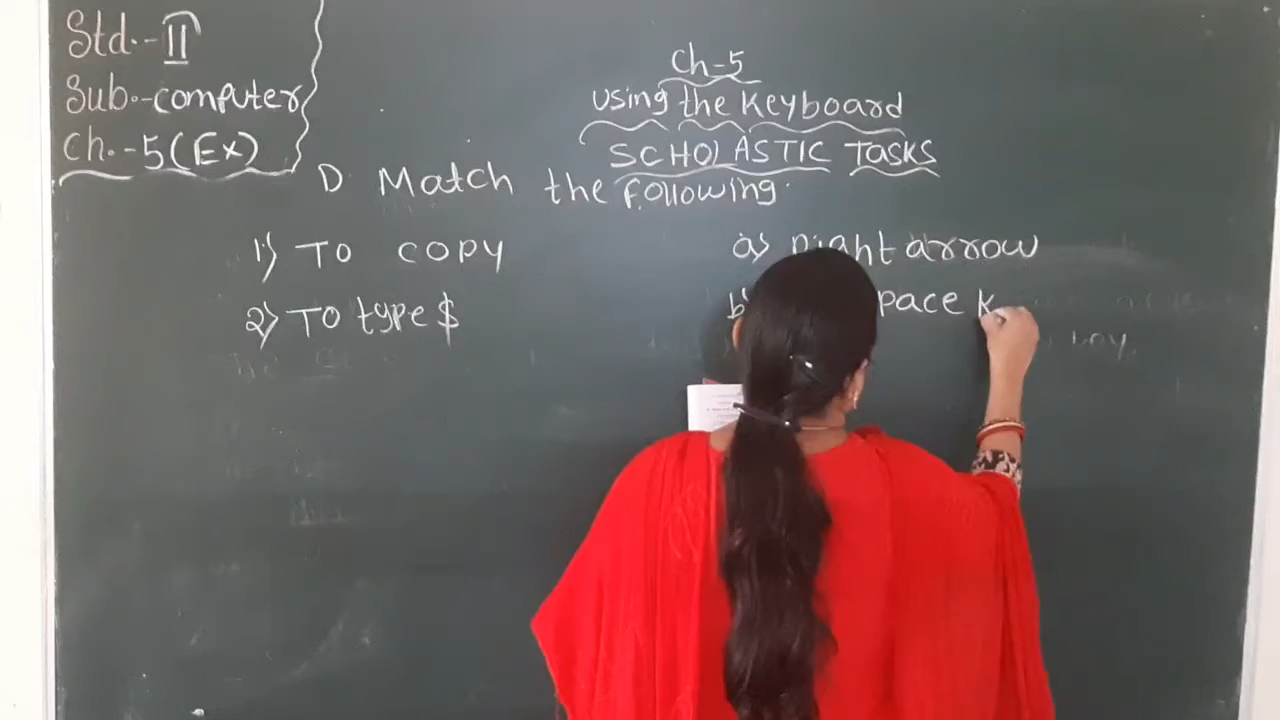 Std.-II
Sub.-computer
Ch.-5(Ex)
Ch-5
using the Keyboard
SCHOLASTIC TASKS
D Match the following:
1) TO copy
a) right arrow
2) TO type $
b) pace K